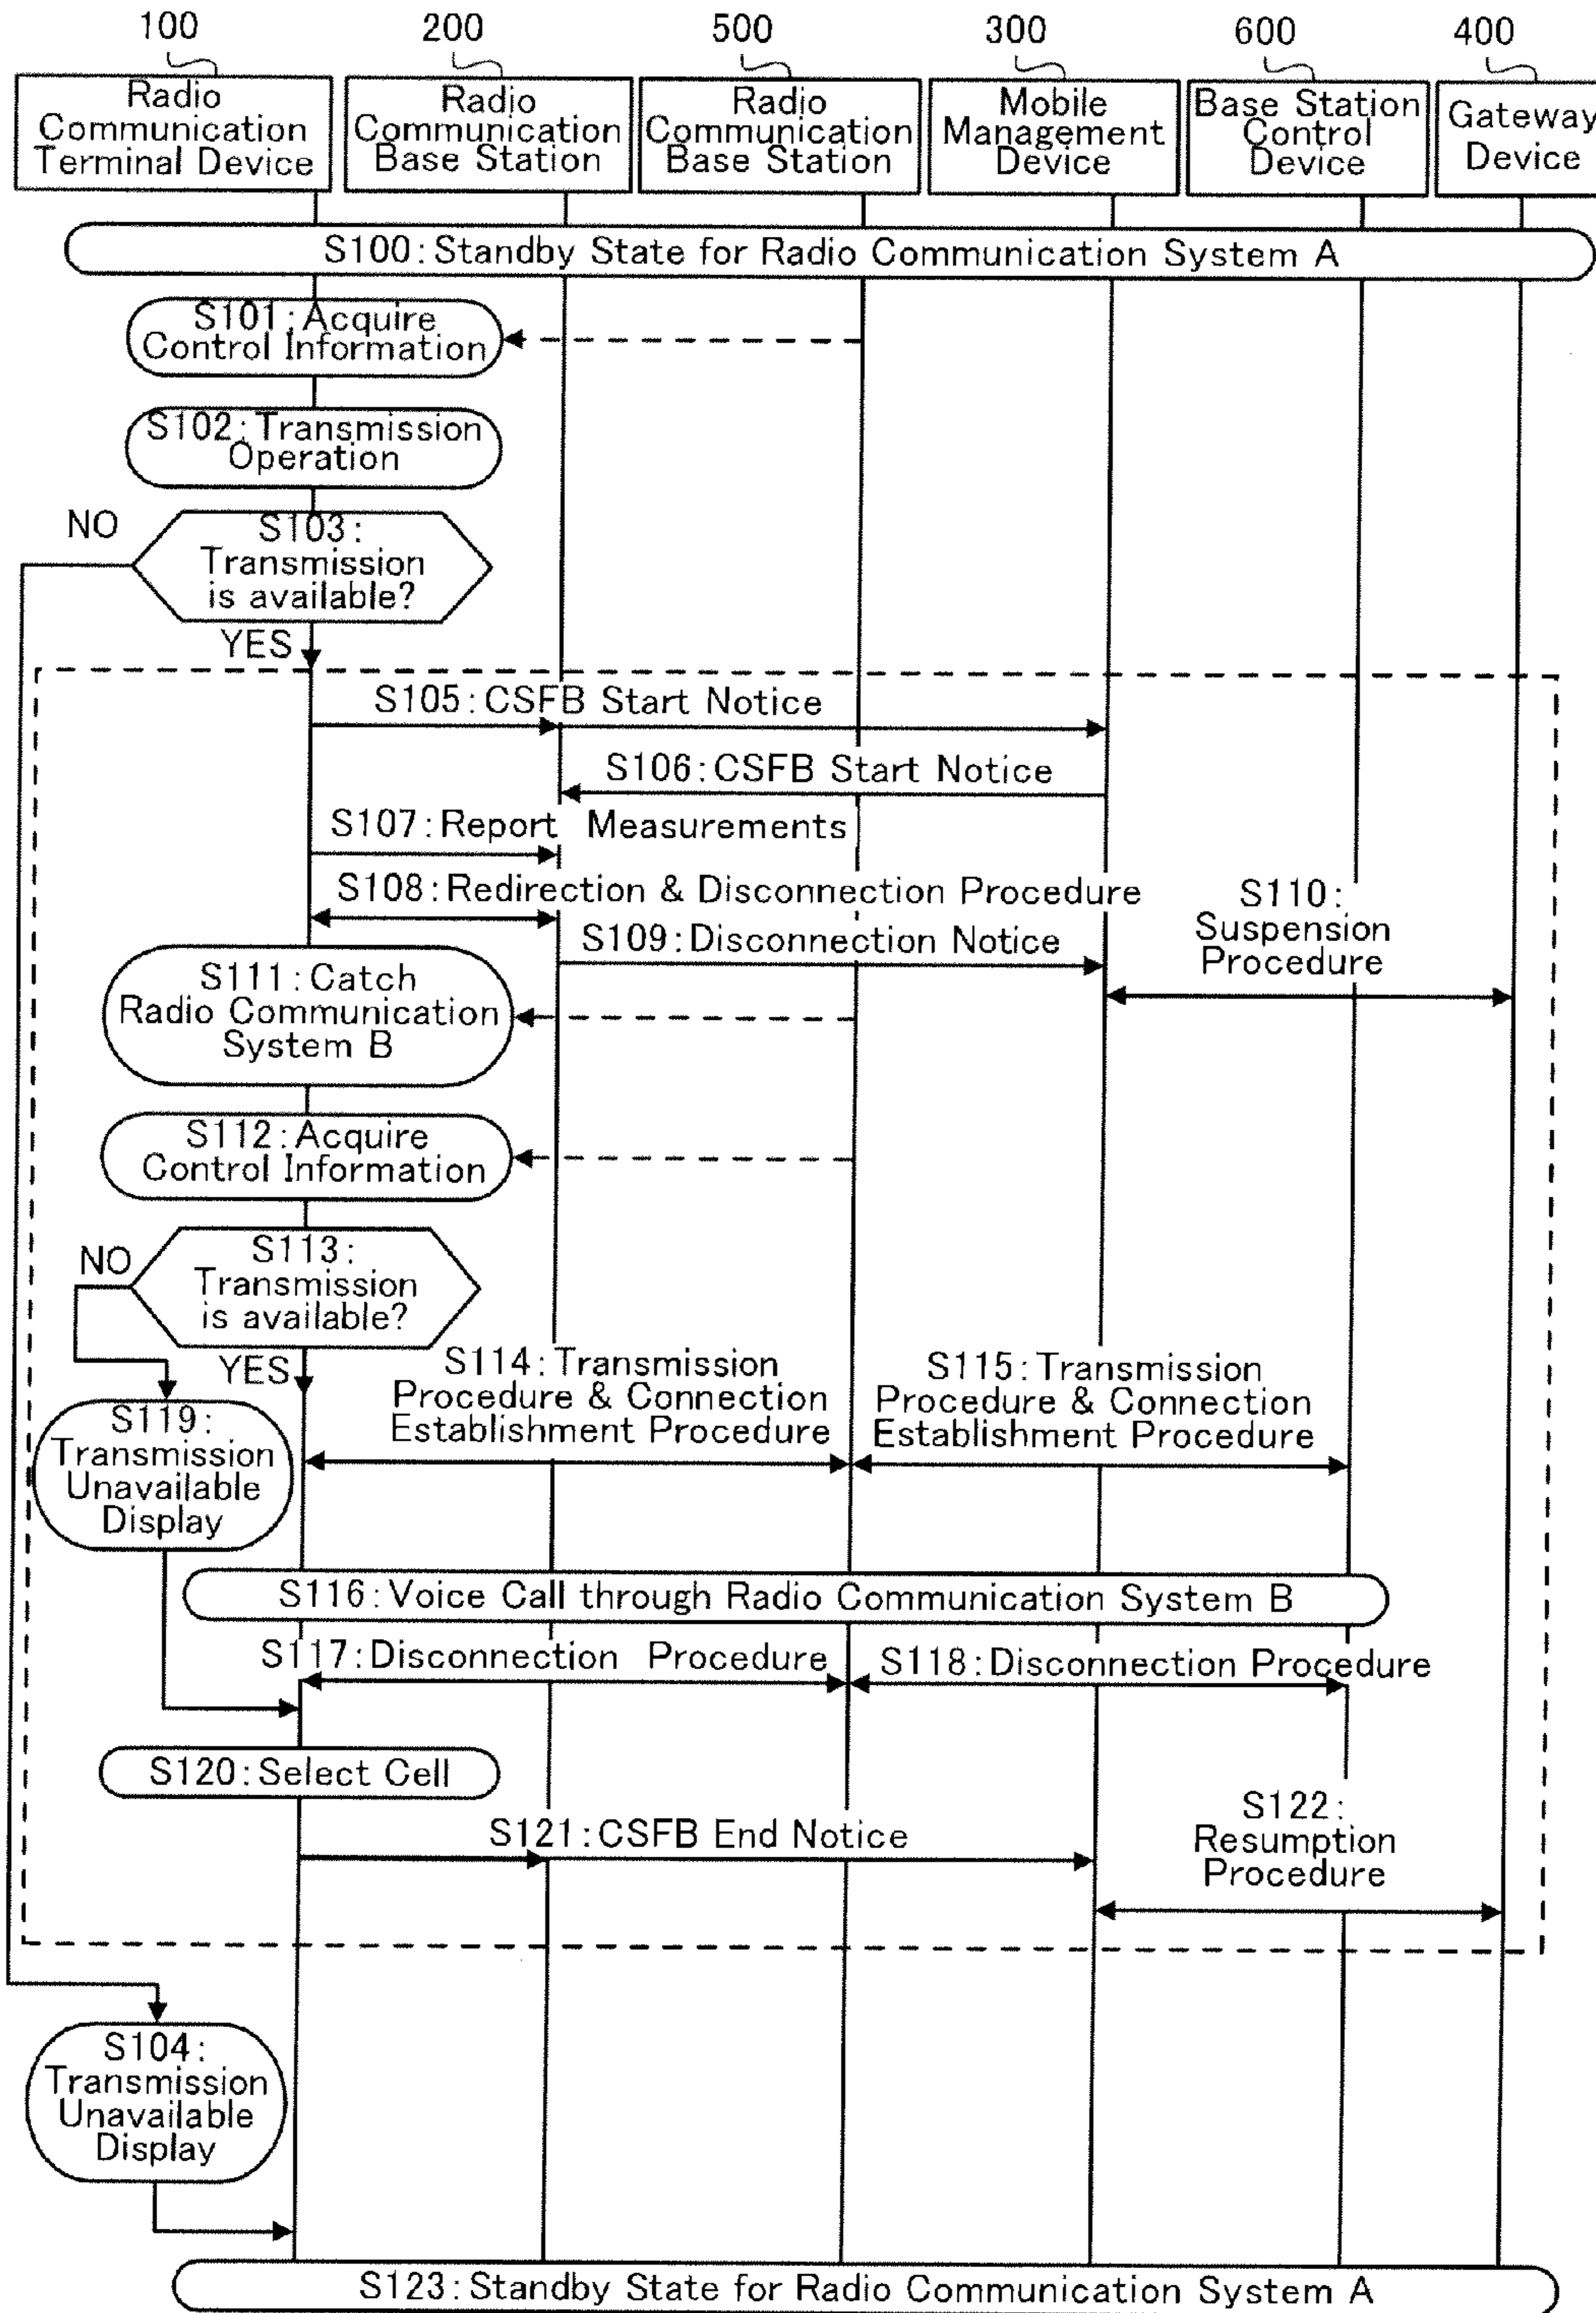 100
200
500
300
600
400
Radio
Communication
Terminal Device
Radio
Communication
Base Station
Radio
Communication
Base Station
Mobile
Management
Device
Base Station
Control
Device
Gateway
Device
S100:Standby State for Radio Communication System A
S101:Acquire
Control Information
S102:Transmission
Operation
NO
S103:
Transmission
is available?
YES
S105:CSFB Start Notice
S106:CSFB Start Notice
S107:Report Measurements
S108:Redirection & Disconnection Procedure
S109:Disconnection Notice
S110:
Suspension
Procedure
S111:Catch
Radio Communication
System B
S112:Acquire
Control Information
NO
S113:
Transmission
is available?
YES
S114:Transmission
Procedure & Connection
Establishment Procedure
S115:Transmission
Procedure & Connection
Establishment Procedure
S119:
Transmission
Unavailable
Display
S116:Voice Call through Radio Communication System B
S117:Disconnection Procedure
S118:Disconnection Procedure
S120:Select Cell
S121:CSFB End Notice
S122:
Resumption
Procedure
S104:
Transmission
Unavailable
Display
S123:Standby State for Radio Communication System A